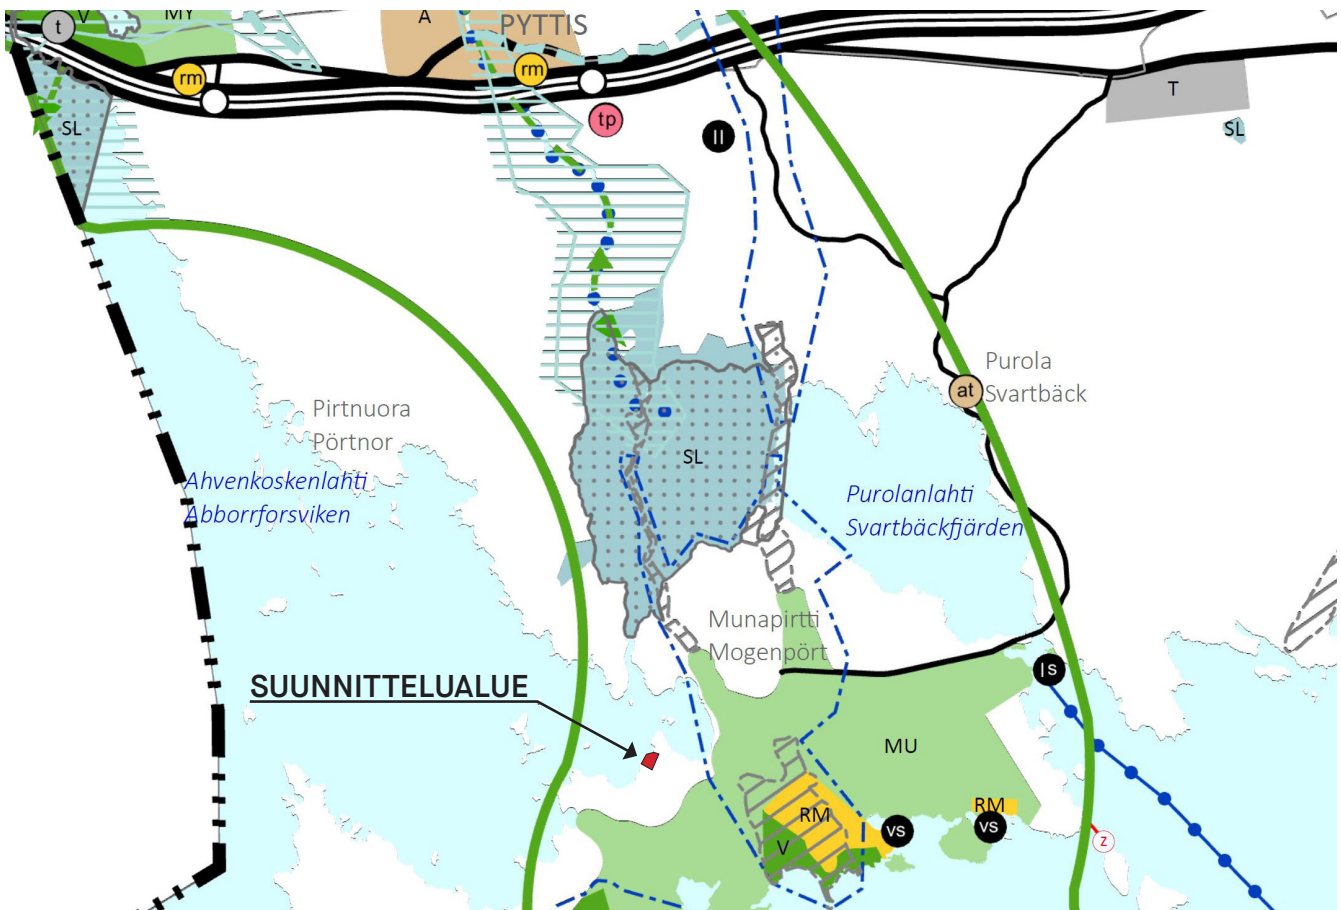 V
MY
A
t
PYTTIS
rm
rm
T
tp
SL
ll
SL
Purola
Svartbäck
at
Pirtnuora
Pörtnor
SL
Ahvenkoskenlahti
Abborrforsviken
Purolanlahti
Svartbäckfjärden
Munapirtti
Mogenpört
ls
SUUNNITTELUALUE
MU
RM
RM
vs
vs
V
z